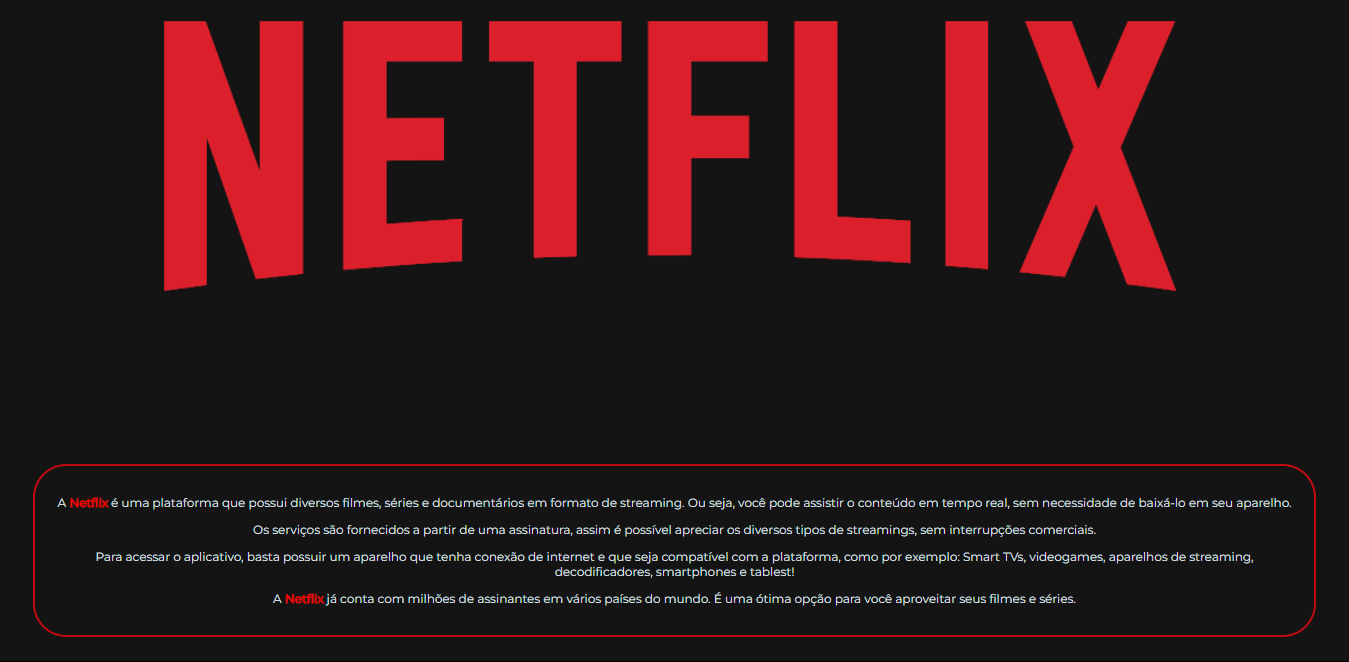 NETFLIX
A Netflix é uma plataforma que possui diversos filmes, séries e documentários em formato de streaming. Ou seja, você pode assistir o conteúdo em tempo real, sem necessidade de baixá-lo em seu aparelho.
Os serviços são fornecidos a partir de uma assinatura, assim é possível apreciar os diversos tipos de streamings, sem interrupções comerciais.
Para acessar o aplicativo, basta possuir um aparelho que tenha conexão de internet e que seja compatível com a plataforma, como por exemplo: Smart TVs, videogames, aparelhos de streaming,
decodificadores, smartphones e tablest!
A Netflix já conta com milhões de assinantes em vários países do mundo. É uma ótima opção para você aproveitar seus filmes e séries.